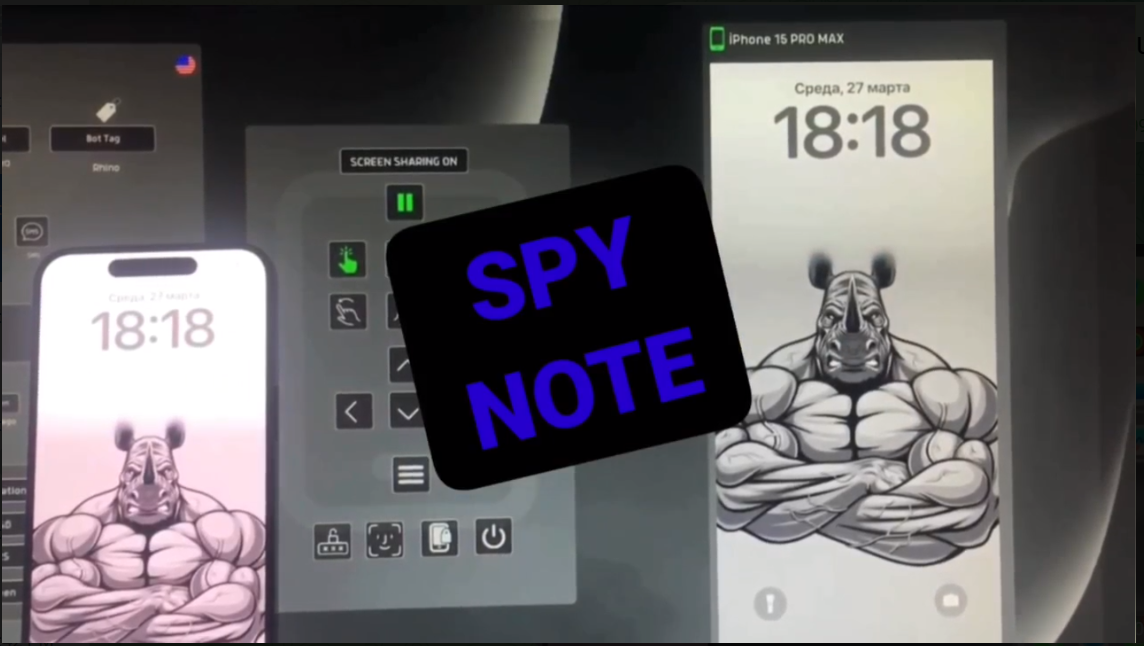 iPhone 15 PRO MAX
Среда, 27 марта
18:18
Bot Tag
Rhino
SCREEN SHARING ON
SPY
NOTE
Среда, 27 марта
18:18